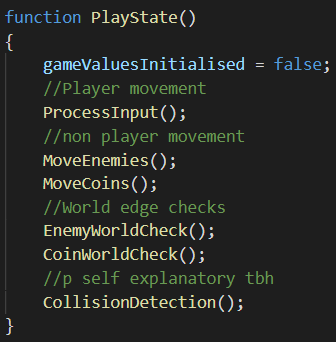 function PlayState()
{
gameValuesInitialised = false;
//Player movement
ProcessInput();
//non player movement
MoveEnemies();
MoveCoins();
//World edge checks
EnemyWorldCheck();
CoinWorldCheck();
//p self explanatory tbh
CollisionDetection();
}